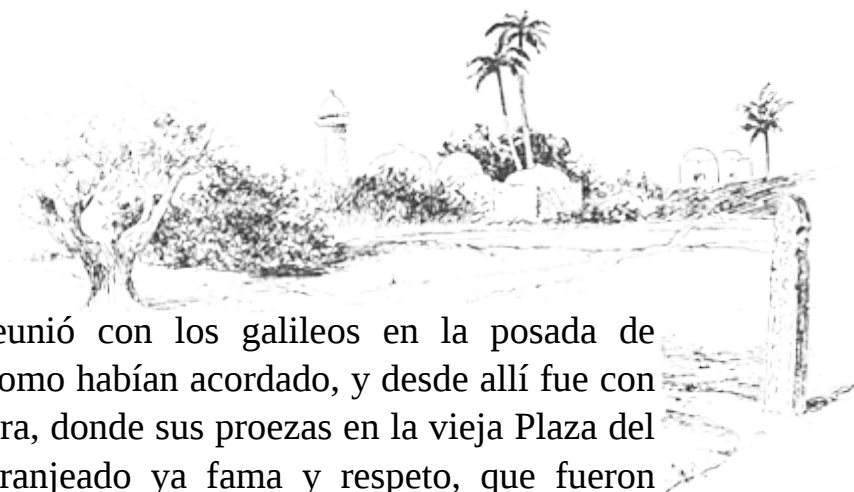 eunió con los galileos en la posada de
omo habían acordado, y desde allí fue con
ra, donde sus proezas en la vieja Plaza del
ranjeado ya fama y respeto, que fueron